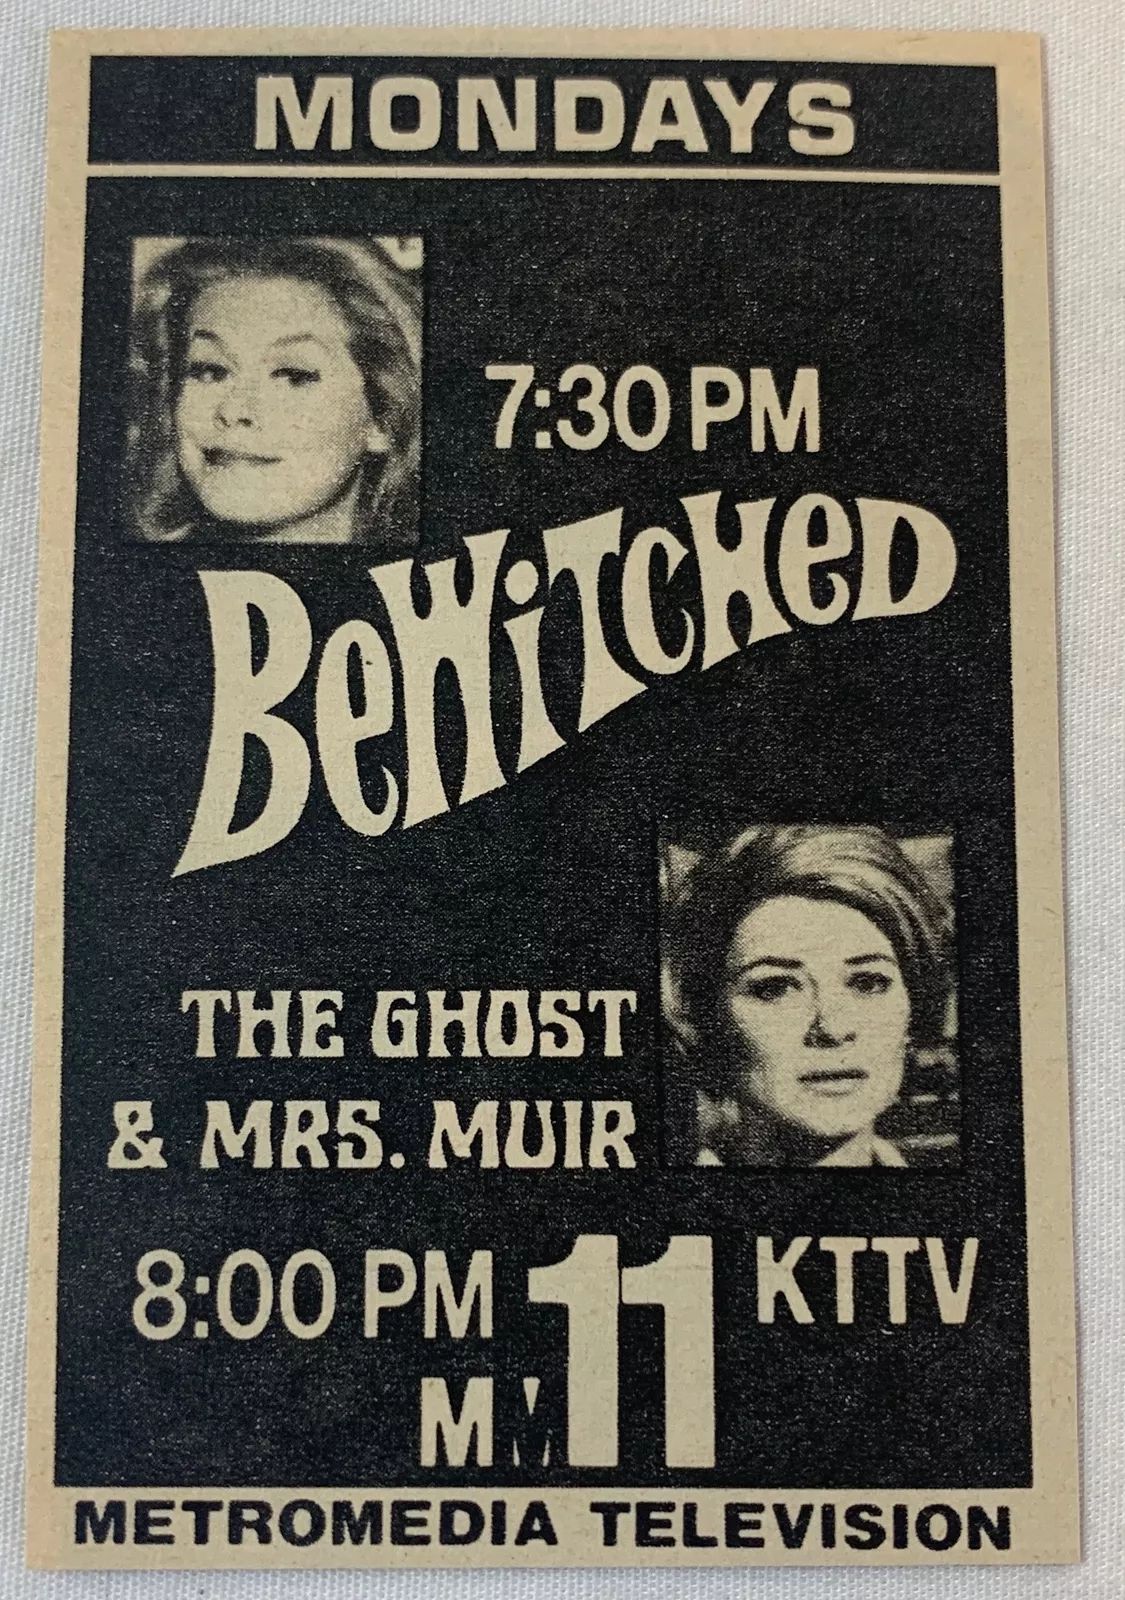 MONDAYS
7:30 PM
BeWiTCHeD
THE GHOST
& MRS. MUIR
8:00 PM
11
KTTV
MM
METROMEDIA TELEVISION